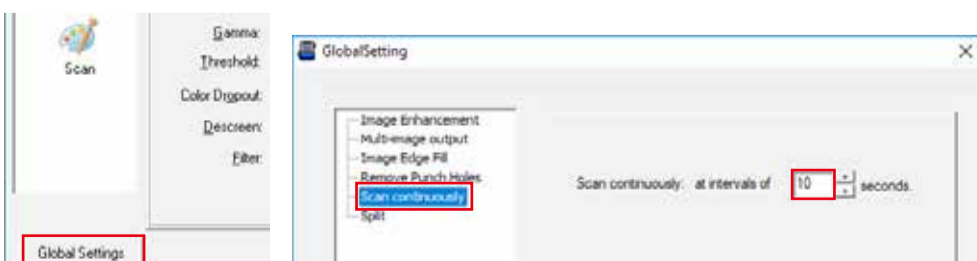 Scan
Gamma:
Threshold:
Color Dropout:
Descreen:
Filter:
Global Settings
GlobalSetting
Image Enhancement
Multi-image output
Image Edge Fill
Remove Punch Holes
Scan continuously
Split
Scan continuously: at intervals of 10 seconds.